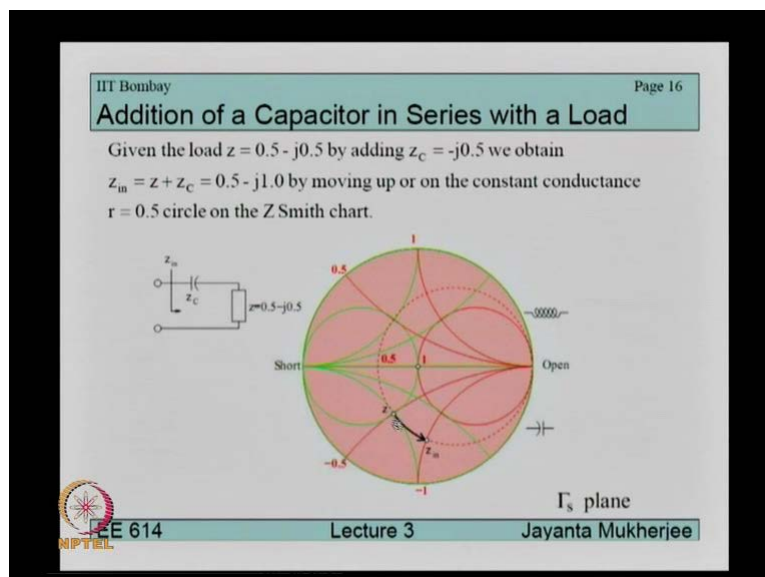 IIT Bombay Page 16
Addition of a Capacitor in Series with a Load
Given the load z = 0.5 - j0.5 by adding z_C = -j0.5 we obtain
z_in = z + z_C = 0.5 - j1.0 by moving up or on the constant conductance
r = 0.5 circle on the Z Smith chart.
1
0.5
z_in
z_C
z=0.5-j0.5
0.5 1
Short
Open
z
z_in
-0.5
-1
Γs plane
NPTEL
EE 614 Lecture 3 Jayanta Mukherjee